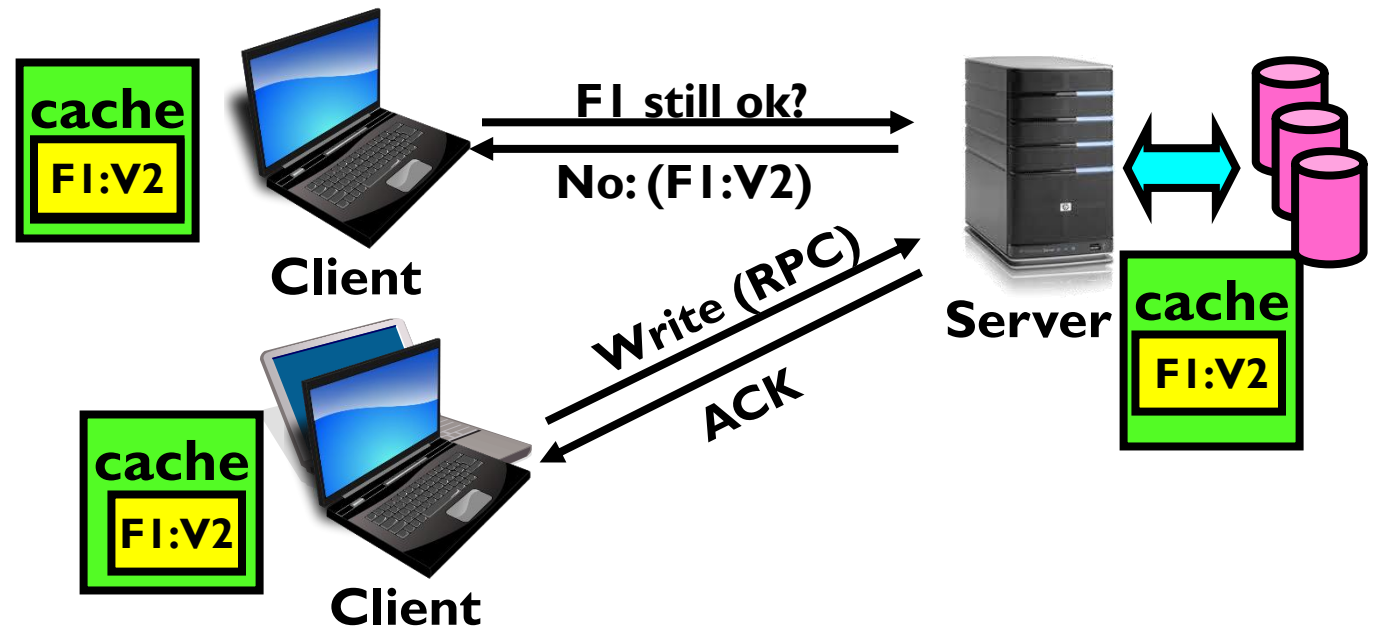 cache
F1:V2
Client
F1 still ok?
No: (F1:V2)
Write (RPC)
ACK
Server
cache
F1:V2
cache
F1:V2
Client